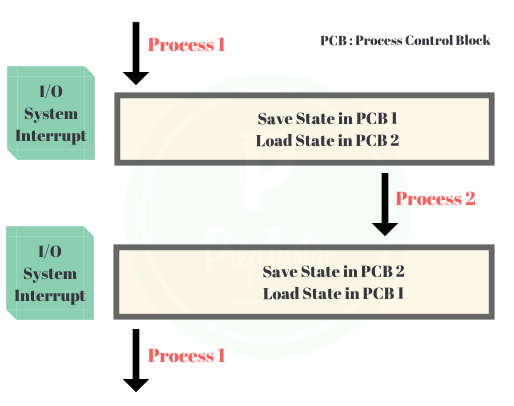 Process 1
PCB : Process Control Block
I/O
System
Interrupt
Save State in PCB 1
Load State in PCB 2
Process 2
I/O
System
Interrupt
Save State in PCB 2
Load State in PCB 1
Process 1